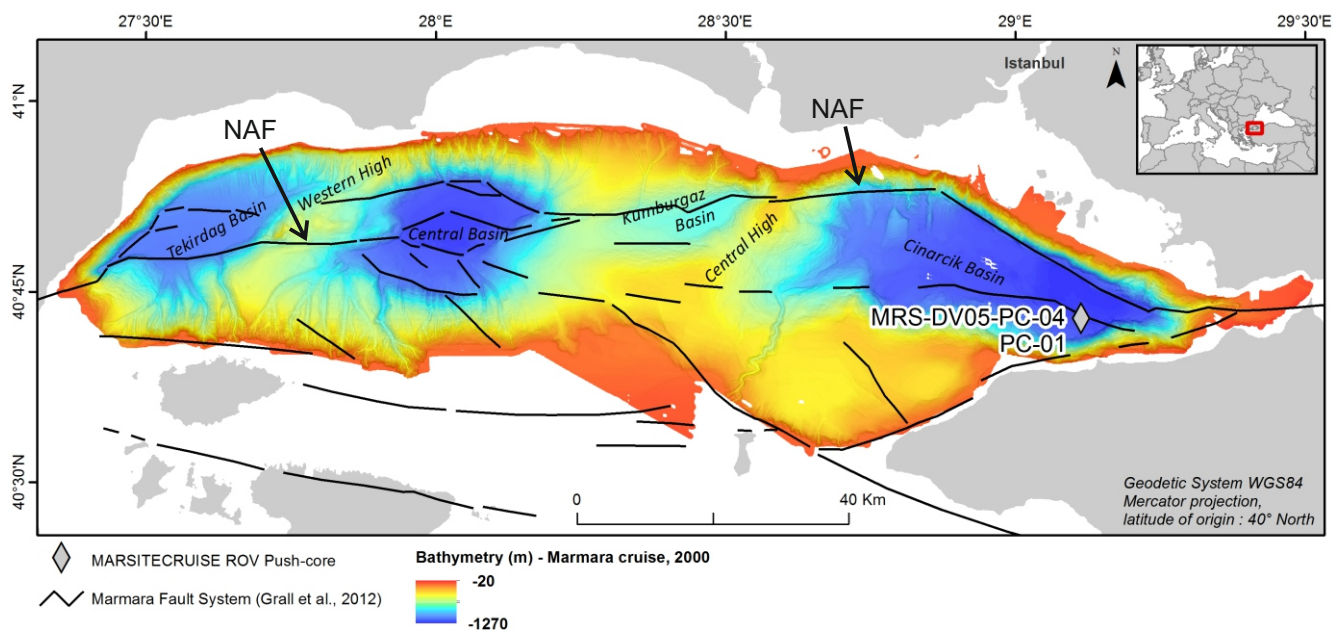 27°30'E
28°E
28°30'E
29°E
29°30'E
Istanbul
N
41°N
NAF
NAF
Western High
Tekirdag Basin
Central Basin
Kumburgaz
Basin
Central High
Cinarcik Basin
40°45'N
MRS-DV05-PC-04
PC-01
40°30'N
0
40 Km
Geodetic System WGS84
Mercator projection,
latitude of origin : 40° North
MARSITECRUISE ROV Push-core
Marmara Fault System (Grall et al., 2012)
Bathymetry (m) - Marmara cruise, 2000
-20
-1270